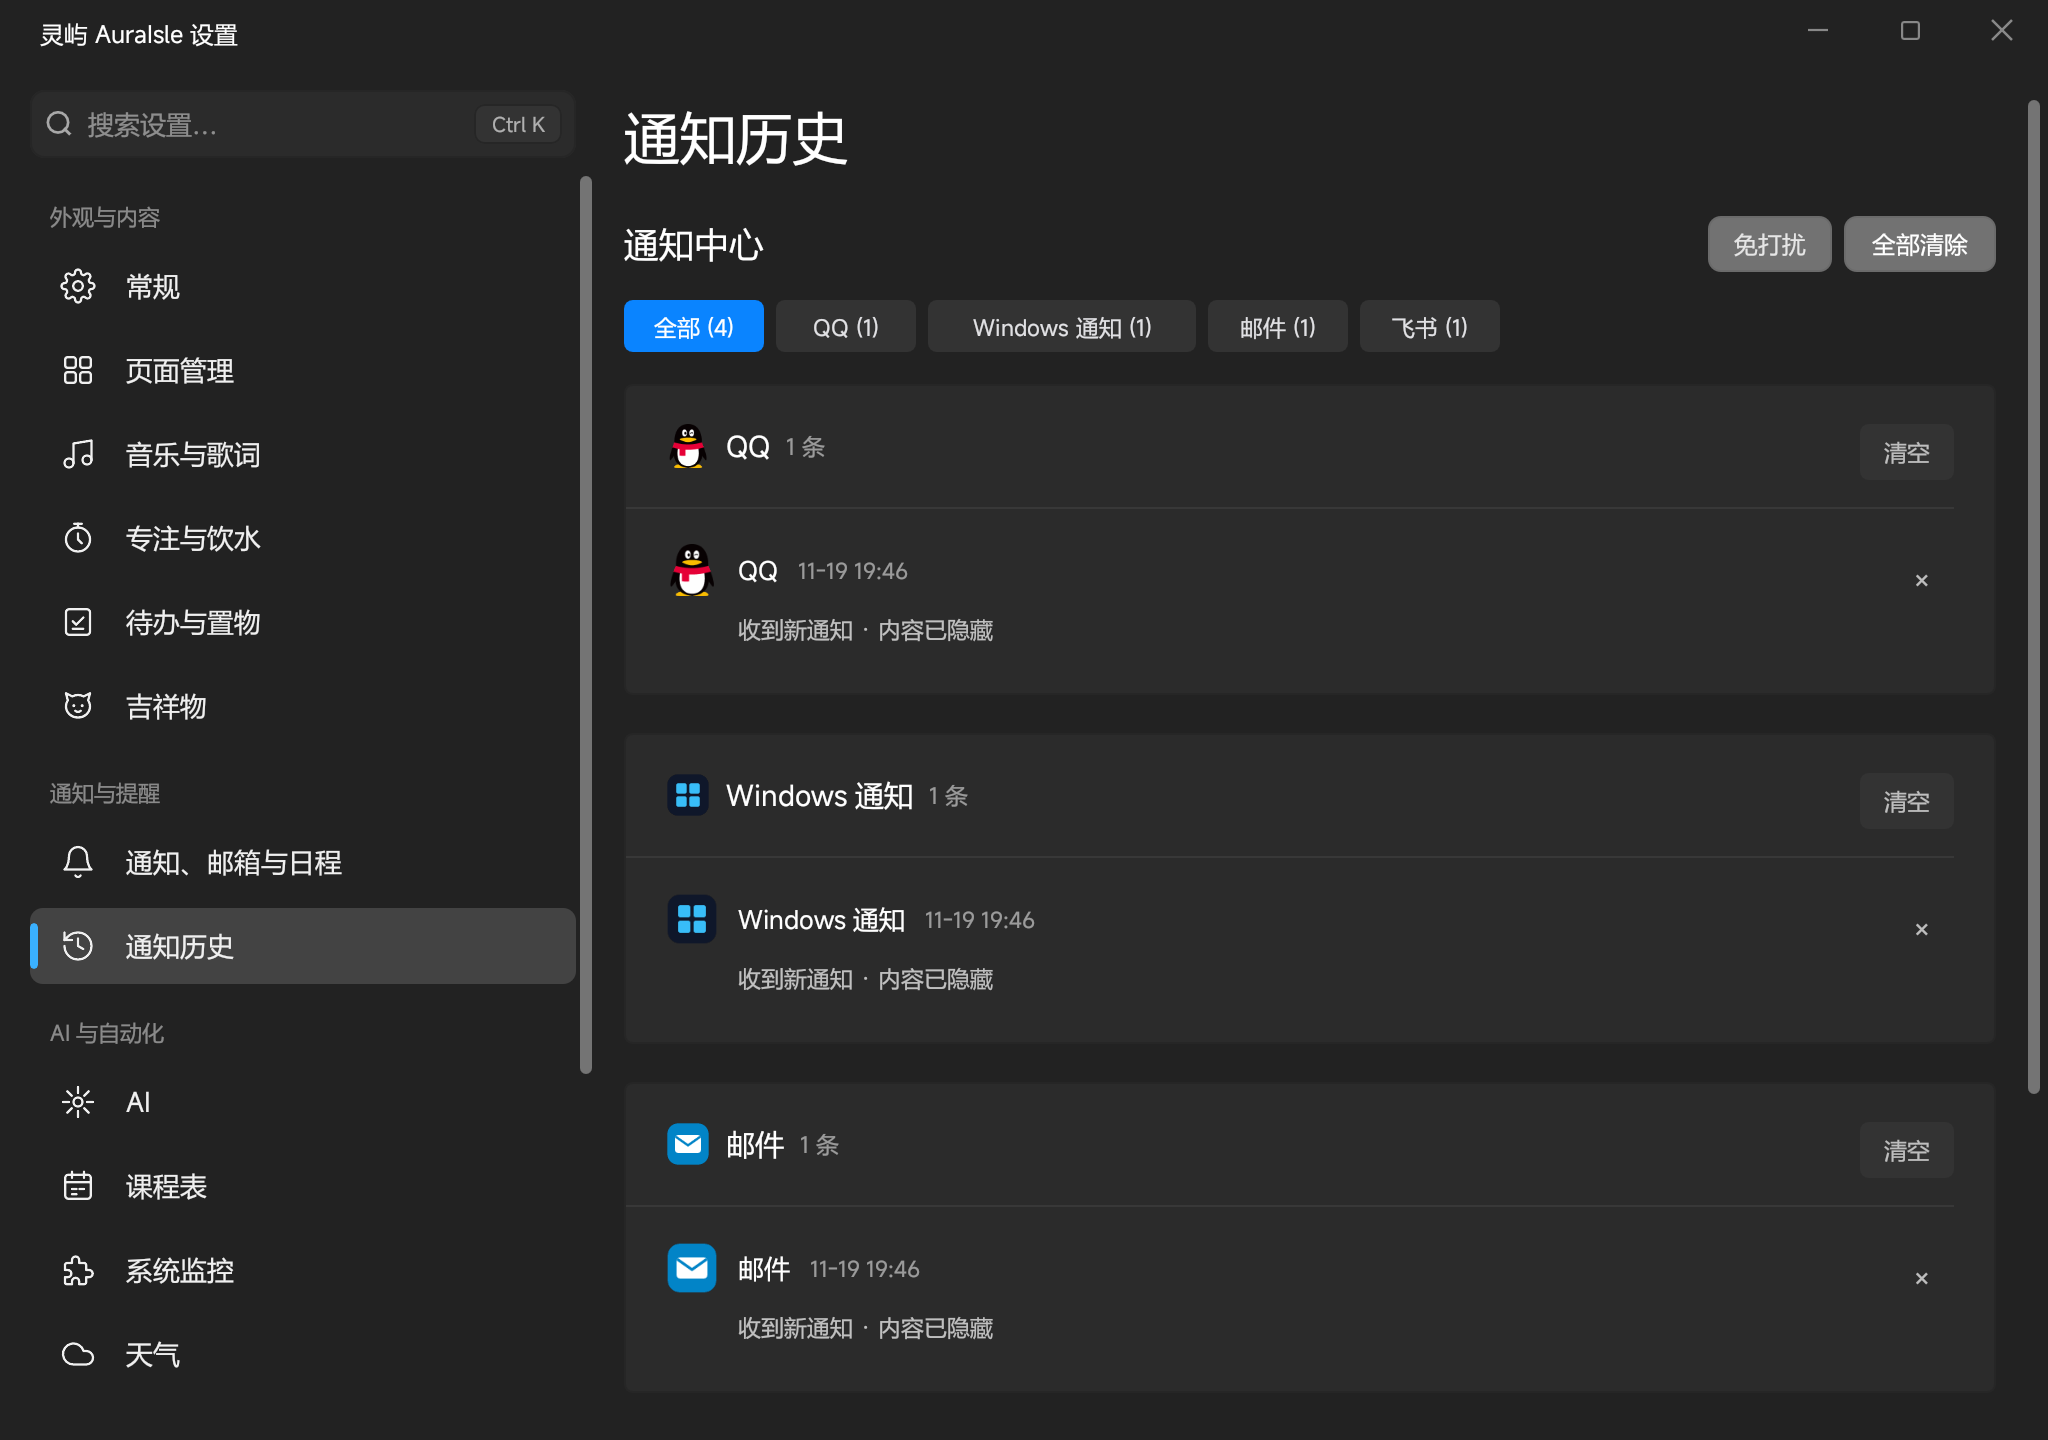 灵屿 AuraIsle 设置
搜索设置...
Ctrl K
外观与内容
常规
页面管理
音乐与歌词
专注与饮水
待办与置物
吉祥物
通知与提醒
通知、邮箱与日程
通知历史
AI 与自动化
AI
课程表
系统监控
天气
通知历史
通知中心
免打扰
全部清除
全部 (4)
QQ (1)
Windows 通知 (1)
邮件 (1)
飞书 (1)
QQ 1 条
清空
QQ 11-19 19:46
收到新通知 · 内容已隐藏
Windows 通知 1 条
清空
Windows 通知 11-19 19:46
收到新通知 · 内容已隐藏
邮件 1 条
清空
邮件 11-19 19:46
收到新通知 · 内容已隐藏